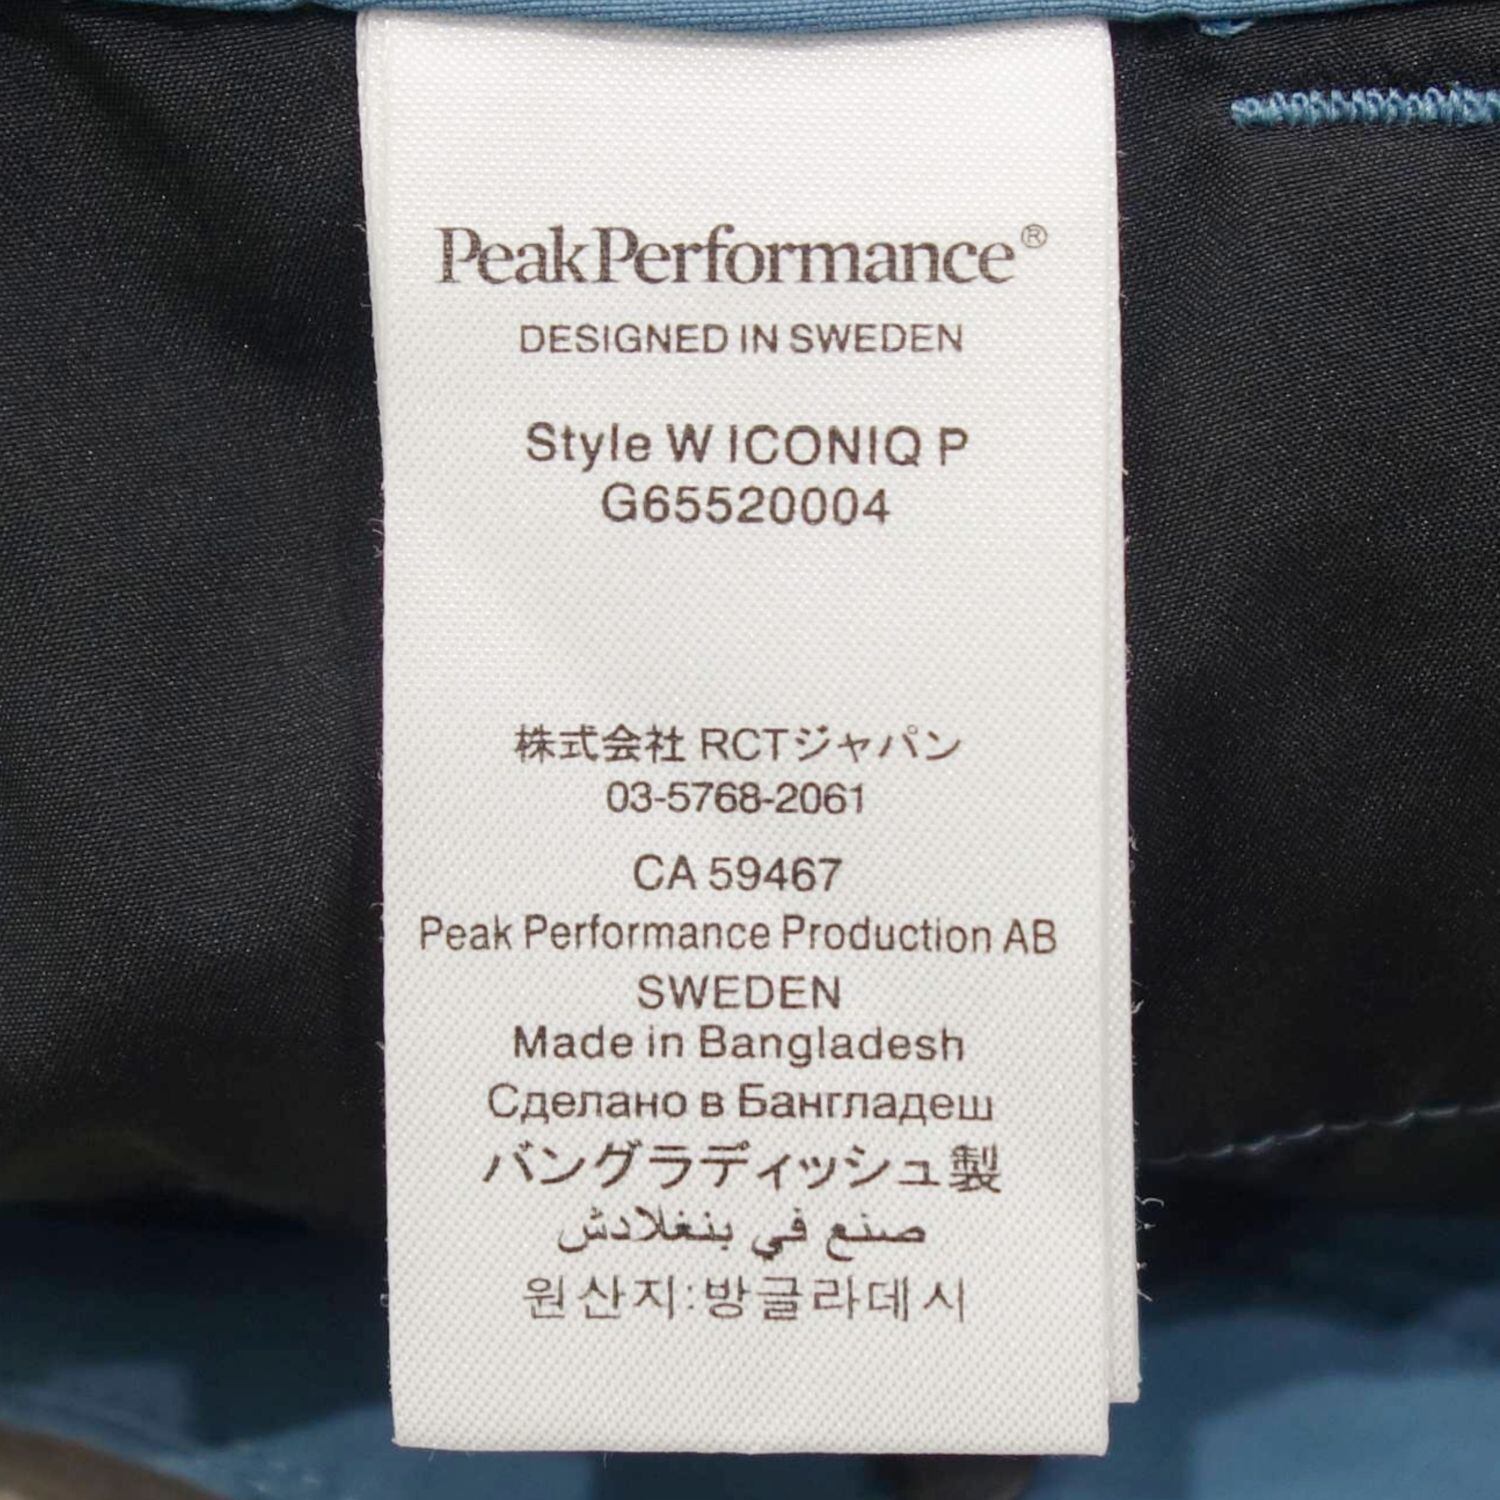 PeakPerformance®
DESIGNED IN SWEDEN
Style W ICONIQ P
G65520004
株式会社 RCTジャパン
03-5768-2061
CA 59467
Peak Performance Production AB
SWEDEN
Made in Bangladesh
Сделано в Бангладеш
バングラディッシュ製
صنع في بنغلادش
원산지:방글라데시